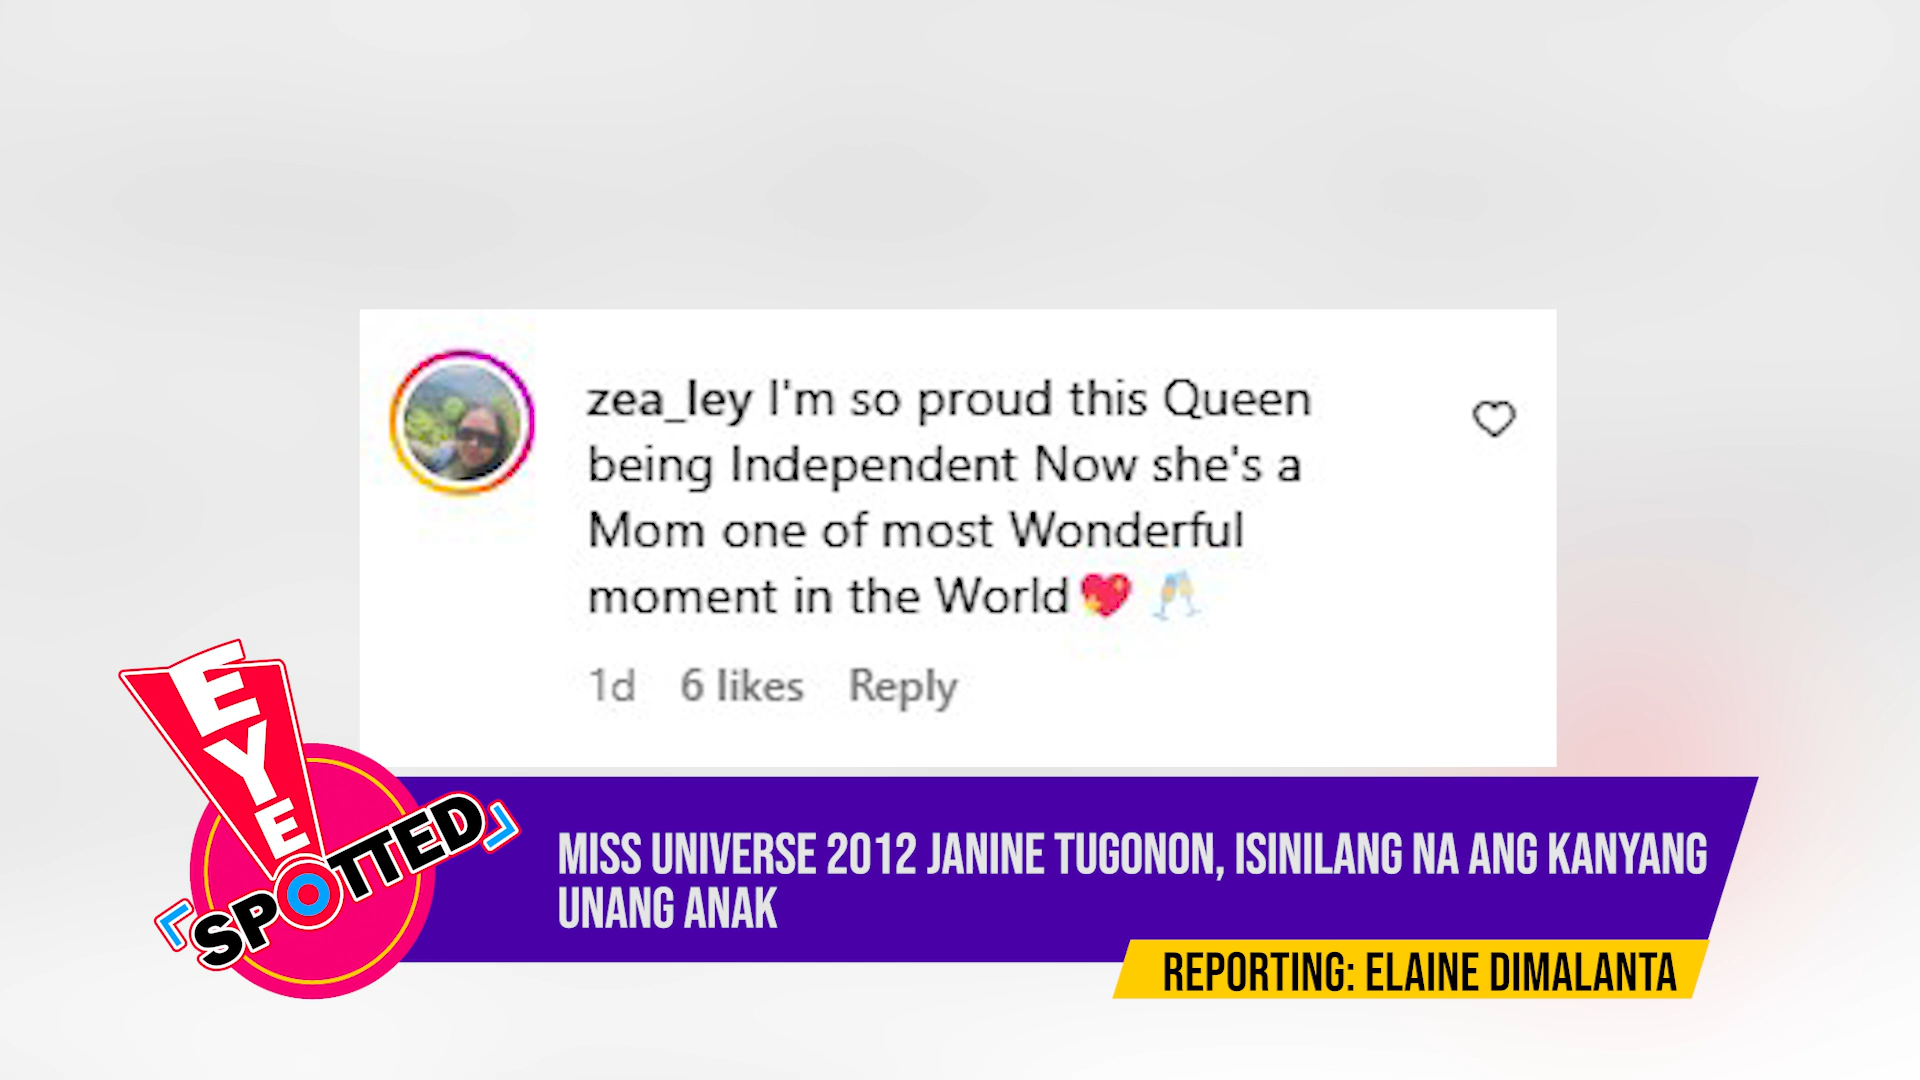 zea_ley I'm so proud this Queen
being Independent Now she's a
Mom one of most Wonderful
moment in the World💖 🥂
1d 6 likes Reply
EYE
SPOTTED
MISS UNIVERSE 2012 JANINE TUGONON, ISINILANG NA ANG KANYANG
UNANG ANAK
REPORTING: ELAINE DIMALANTA